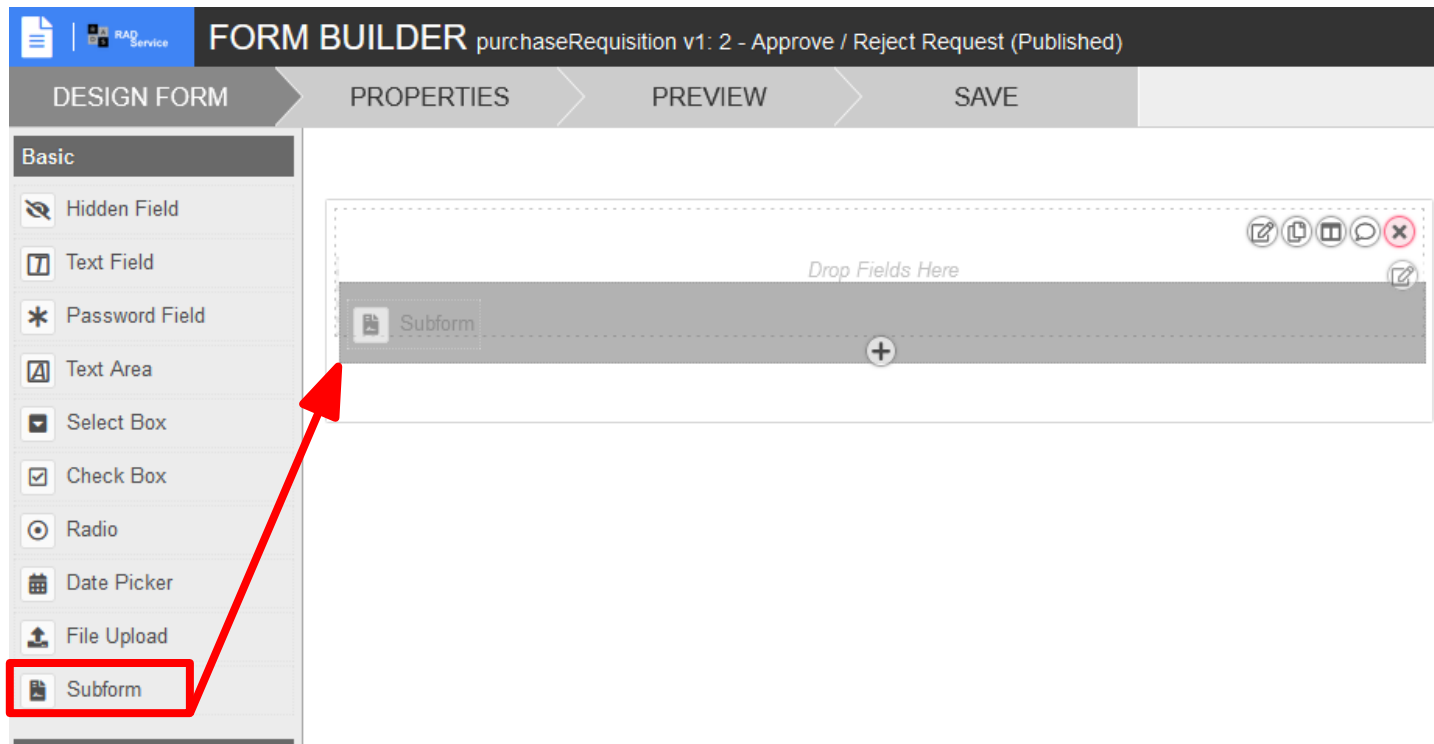 RAD Service
FORM BUILDER purchaseRequisition v1: 2 - Approve / Reject Request (Published)
DESIGN FORM
PROPERTIES
PREVIEW
SAVE
Basic
Hidden Field
Text Field
Password Field
Text Area
Select Box
Check Box
Radio
Date Picker
File Upload
Subform
Drop Fields Here
Subform